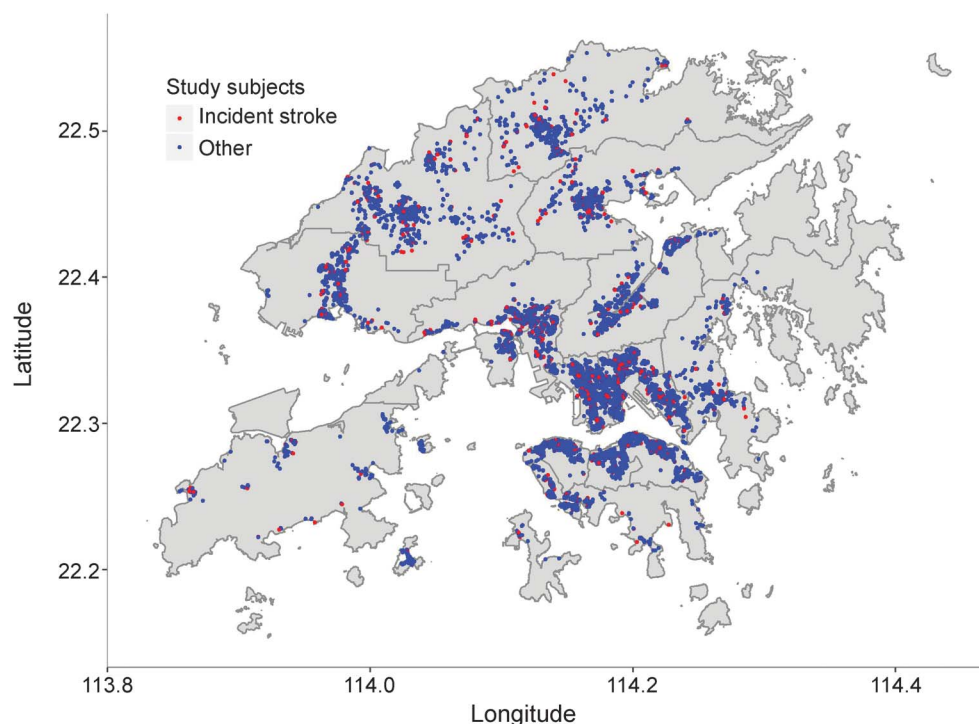 Study subjects
Incident stroke
Other
22.5
22.4
22.3
22.2
Latitude
113.8
114.0
114.2
114.4
Longitude